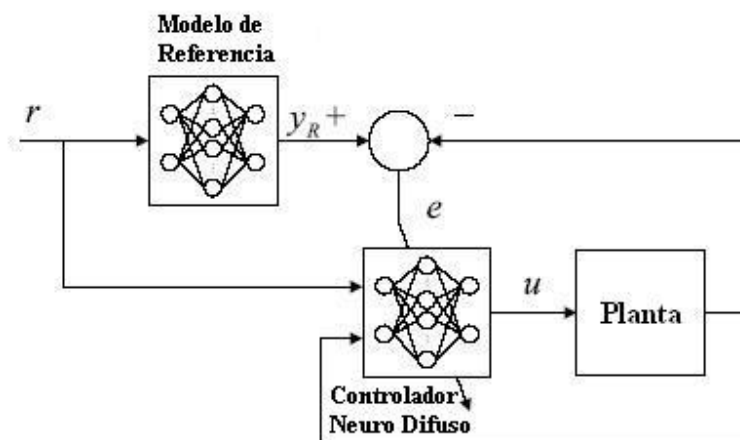 Modelo de
Referencia
r
y_R +
−
e
u
Planta
Controlador
Neuro Difuso